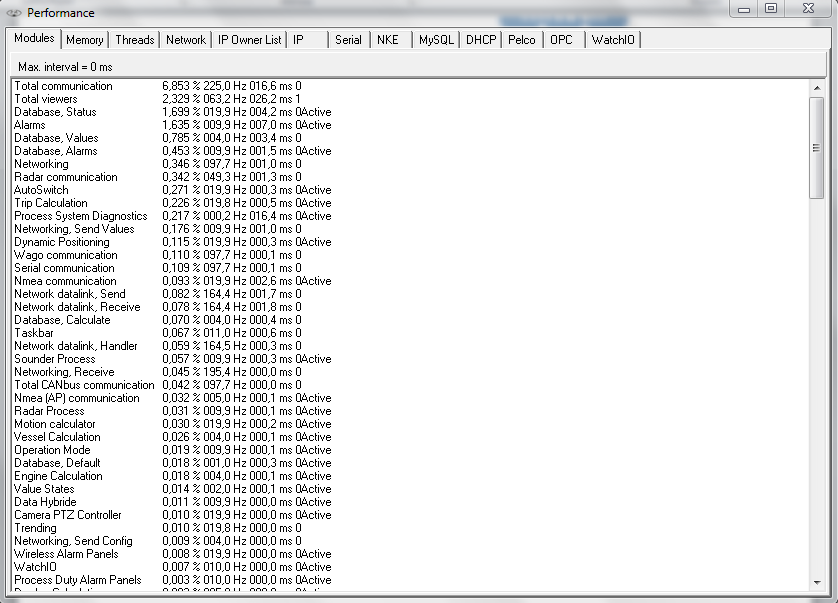 Performance
Modules Memory Threads Network IP Owner List IP Serial NKE MySQL DHCP Pelco OPC WatchIO
Max. interval = 0 ms
Total communication 6,853 % 225,0 Hz 016,6 ms 0
Total viewers 2,329 % 063,2 Hz 026,2 ms 1
Database, Status 1,699 % 019,9 Hz 004,2 ms 0Active
Alarms 1,635 % 009,9 Hz 007,0 ms 0Active
Database, Values 0,785 % 004,0 Hz 003,4 ms 0
Database, Alarms 0,453 % 009,9 Hz 001,5 ms 0Active
Networking 0,346 % 097,7 Hz 001,0 ms 0
Radar communication 0,342 % 049,3 Hz 001,3 ms 0
AutoSwitch 0,271 % 019,9 Hz 000,3 ms 0Active
Trip Calculation 0,226 % 019,8 Hz 000,5 ms 0Active
Process System Diagnostics 0,217 % 000,2 Hz 016,4 ms 0Active
Networking, Send Values 0,176 % 009,9 Hz 001,0 ms 0
Dynamic Positioning 0,115 % 019,9 Hz 000,3 ms 0Active
Wago communication 0,110 % 097,7 Hz 000,1 ms 0
Serial communication 0,109 % 097,7 Hz 000,1 ms 0
Nmea communication 0,093 % 019,9 Hz 002,6 ms 0Active
Network datalink, Send 0,082 % 164,4 Hz 001,7 ms 0
Network datalink, Receive 0,078 % 164,4 Hz 001,8 ms 0
Database, Calculate 0,070 % 004,0 Hz 000,4 ms 0
Taskbar 0,067 % 011,0 Hz 000,6 ms 0
Network datalink, Handler 0,059 % 164,5 Hz 000,3 ms 0
Sounder Process 0,057 % 009,9 Hz 000,3 ms 0Active
Networking, Receive 0,045 % 195,4 Hz 000,0 ms 0
Total CANbus communication 0,042 % 097,7 Hz 000,0 ms 0
Nmea (AP) communication 0,032 % 005,0 Hz 000,1 ms 0Active
Radar Process 0,031 % 009,9 Hz 000,1 ms 0Active
Motion calculator 0,030 % 019,9 Hz 000,2 ms 0Active
Vessel Calculation 0,026 % 004,0 Hz 000,1 ms 0Active
Operation Mode 0,019 % 009,9 Hz 000,1 ms 0Active
Database, Default 0,018 % 001,0 Hz 000,3 ms 0Active
Engine Calculation 0,018 % 004,0 Hz 000,1 ms 0Active
Value States 0,014 % 002,0 Hz 000,1 ms 0Active
Data Hybride 0,011 % 009,9 Hz 000,0 ms 0Active
Camera PTZ Controller 0,010 % 019,9 Hz 000,0 ms 0Active
Trending 0,010 % 019,8 Hz 000,0 ms 0
Networking, Send Config 0,009 % 004,0 Hz 000,0 ms 0
Wireless Alarm Panels 0,008 % 019,9 Hz 000,0 ms 0Active
WatchIO 0,007 % 010,0 Hz 000,0 ms 0Active
Process Duty Alarm Panels 0,003 % 010,0 Hz 000,0 ms 0Active